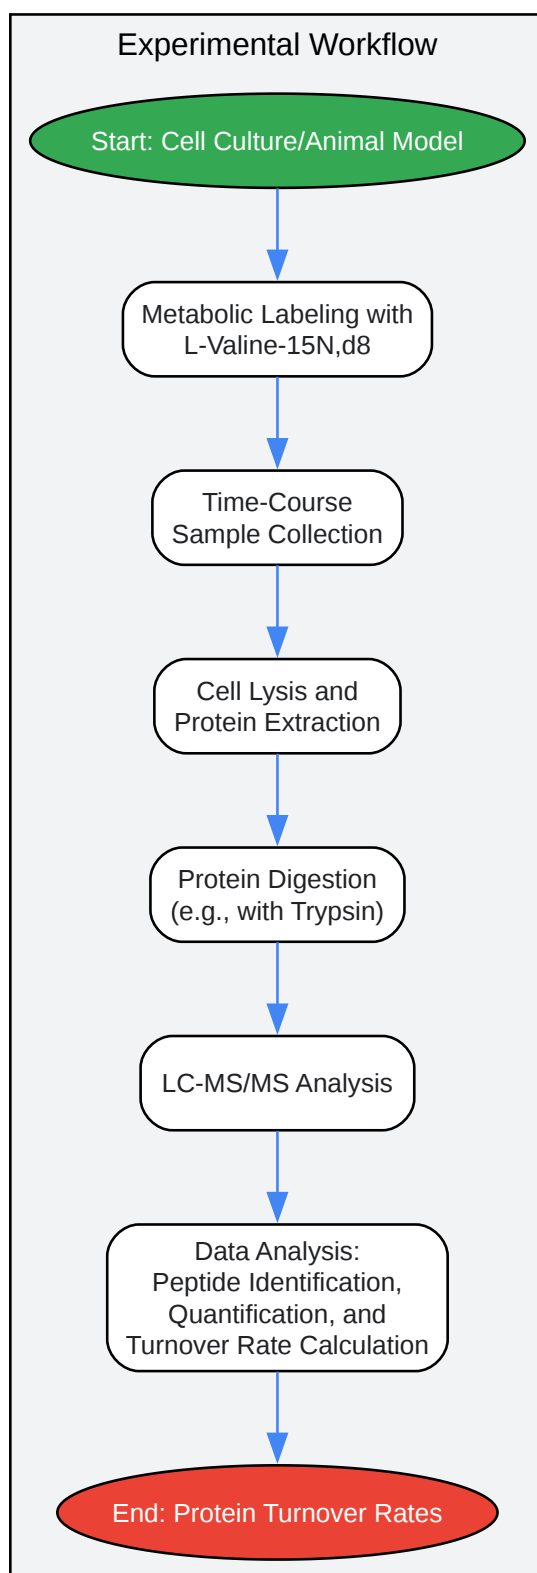 Experimental Workflow
Start: Cell Culture/Animal Model
Metabolic Labeling with
L-Valine-15N,d8
Time-Course
Sample Collection
Cell Lysis and
Protein Extraction
Protein Digestion
(e.g., with Trypsin)
LC-MS/MS Analysis
Data Analysis:
Peptide Identification,
Quantification, and
Turnover Rate Calculation
End: Protein Turnover Rates